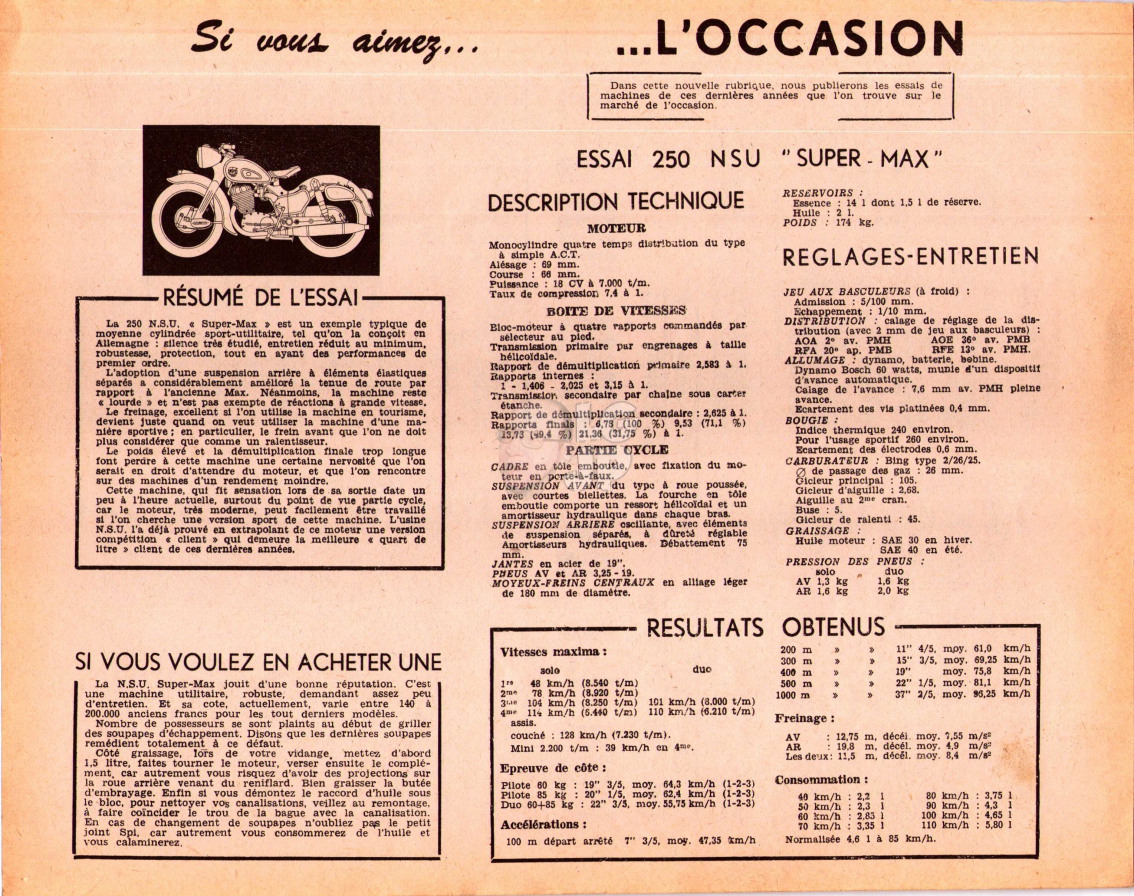 Si vous aimez...
...L'OCCASION
Dans cette nouvelle rubrique, nous publierons les essais de
machines de ces dernières années que l'on trouve sur le
marché de l'occasion.
RÉSUMÉ DE L'ESSAI
La 250 N.S.U. « Super-Max » est un exemple typique de
moyenne cylindrée sport-utilitaire, tel qu'on la conçoit en
Allemagne : silence très étudié, entretien réduit au minimum,
robustesse, protection, tout en ayant des performances de
premier ordre.
L'adoption d'une suspension arrière à éléments élastiques
séparés a considérablement amélioré la tenue de route par
rapport à l'ancienne Max. Néanmoins, la machine reste
« lourde » et n'est pas exempte de réactions à grande vitesse.
Le freinage, excellent si l'on utilise la machine en tourisme,
devient juste quand on veut utiliser la machine d'une ma-
nière sportive ; en particulier, le frein avant que l'on ne doit
plus considérer que comme un ralentisseur.
Le poids élevé et la démultiplication finale trop longue
font perdre à cette machine une certaine nervosité que l'on
serait en droit d'attendre du moteur, et que l'on rencontre
sur des machines d'un rendement moindre.
Cette machine, qui fit sensation lors de sa sortie date un
peu à l'heure actuelle, surtout du point de vue partie cycle,
car le moteur, très moderne, peut facilement être travaillé
si l'on cherche une version sport de cette machine. L'usine
N.S.U. l'a déjà prouvé en extrapolant de ce moteur une version
compétition « client » qui demeure la meilleure « quart de
litre » client de ces dernières années.
SI VOUS VOULEZ EN ACHETER UNE
La N.S.U. Super-Max jouit d'une bonne réputation. C'est
une machine utilitaire, robuste, demandant assez peu
d'entretien. Et sa cote, actuellement, varie entre 140 à
200.000 anciens francs pour les tout derniers modèles.
Nombre de possesseurs se sont plaints au début de griller
des soupapes d'échappement. Disons que les dernières soupapes
remédient totalement à ce défaut.
Côté graissage, lors de votre vidange mettez d'abord
1,5 litre, faites tourner le moteur, verser ensuite le complé-
ment, car autrement vous risquez d'avoir des projections sur
la roue arrière venant du reniflard. Bien graisser la butée
d'embrayage. Enfin si vous démontez le raccord d'huile sous
le bloc, pour nettoyer vos canalisations, veillez au remontage,
à faire coïncider le trou de la bague avec la canalisation.
En cas de changement de soupapes n'oubliez pas le petit
joint Spi, car autrement vous consommerez de l'huile et
vous calaminerez.
ESSAI 250 NSU " SUPER - MAX "
DESCRIPTION TECHNIQUE
MOTEUR
Monocylindre quatre temps distribution du type
à simple A.C.T.
Alésage : 69 mm.
Course : 66 mm.
Puissance : 18 CV à 7.000 t/m.
Taux de compression 7,4 à 1.
BOITE DE VITESSES
Bloc-moteur à quatre rapports commandés par
sélecteur au pied.
Transmission primaire par engrenages à taille
hélicoïdale.
Rapport de démultiplication primaire 2,583 à 1.
Rapports internes :
1 - 1,406 - 2,025 et 3,15 à 1.
Transmission secondaire par chaîne sous carter
étanche.
Rapport de démultiplication secondaire : 2,625 à 1.
Rapports finals : 6,78 (100 %) 9,53 (71,1 %)
13,73 (49,4 %) 21,36 (31,75 %) à 1.
PARTIE CYCLE
CADRE en tôle emboutie, avec fixation du mo-
teur en porte-à-faux.
SUSPENSION AVANT du type à roue poussée,
avec courtes biellettes. La fourche en tôle
emboutie comporte un ressort hélicoïdal et un
amortisseur hydraulique dans chaque bras.
SUSPENSION ARRIERE oscillante, avec éléments
de suspension séparés, à dureté réglable
Amortisseurs hydrauliques. Débattement 75
mm.
JANTES en acier de 19".
PNEUS AV et AR 3,25 - 19.
MOYEUX-FREINS CENTRAUX en alliage léger
de 180 mm de diamètre.
RESERVOIRS :
Essence : 14 l dont 1,5 l de réserve.
Huile : 2 l.
POIDS : 174 kg.
REGLAGES-ENTRETIEN
JEU AUX BASCULEURS (à froid) :
Admission : 5/100 mm.
Echappement : 1/10 mm.
DISTRIBUTION : calage de réglage de la dis-
tribution (avec 2 mm de jeu aux basculeurs) :
AOA 2° av. PMH AOE 36° av. PMB
RFA 20° ap. PMB RFE 13° av. PMH.
ALLUMAGE : dynamo, batterie, bobine.
Dynamo Bosch 60 watts, munie d'un dispositif
d'avance automatique.
Calage de l'avance : 7,6 mm av. PMH pleine
avance.
Ecartement des vis platinées 0,4 mm.
BOUGIE :
Indice thermique 240 environ.
Pour l'usage sportif 260 environ.
Ecartement des électrodes 0,6 mm.
CARBURATEUR : Bing type 2/26/25.
∅ de passage des gaz : 26 mm.
Gicleur principal : 105.
Gicleur d'aiguille : 2,68.
Aiguille au 2me cran.
Buse : 5.
Gicleur de ralenti : 45.
GRAISSAGE :
Huile moteur : SAE 30 en hiver.
SAE 40 en été.
PRESSION DES PNEUS :
solo duo
AV 1,3 kg 1,6 kg
AR 1,6 kg 2,0 kg
RESULTATS OBTENUS
Vitesses maxima :
solo duo
1re 48 km/h (8.540 t/m)
2me 78 km/h (8.920 t/m)
3me 104 km/h (8.250 t/m) 101 km/h (8.000 t/m)
4me 114 km/h (6.440 t/m) 110 km/h (6.210 t/m)
assis.
couché : 128 km/h (7.230 t/m).
Mini 2.200 t/m : 39 km/h en 4me.
Epreuve de côte :
Pilote 60 kg : 19" 3/5, moy. 64,3 km/h (1-2-3)
Pilote 85 kg : 20" 1/5, moy. 62,4 km/h (1-2-3)
Duo 60+85 kg : 22" 3/5, moy. 55,75 km/h (1-2-3)
Accélérations :
100 m départ arrêté 7" 3/5, moy. 47,35 km/h
200 m » » 11" 4/5, moy. 61,0 km/h
300 m » » 15" 3/5, moy. 69,25 km/h
400 m » » 19" moy. 75,8 km/h
500 m » » 22" 1/5, moy. 81,1 km/h
1000 m » » 37" 2/5, moy. 96,25 km/h
Freinage :
AV : 12,75 m, décél. moy. 7,55 m/s²
AR : 19,8 m, décél. moy. 4,9 m/s²
Les deux: 11,5 m, décél. moy. 8,4 m/s²
Consommation :
40 km/h : 2,2 l 80 km/h : 3,75 l
50 km/h : 2,3 l 90 km/h : 4,3 l
60 km/h : 2,85 l 100 km/h : 4,65 l
70 km/h : 3,35 l 110 km/h : 5,80 l
Normalisée 4,6 l à 85 km/h.